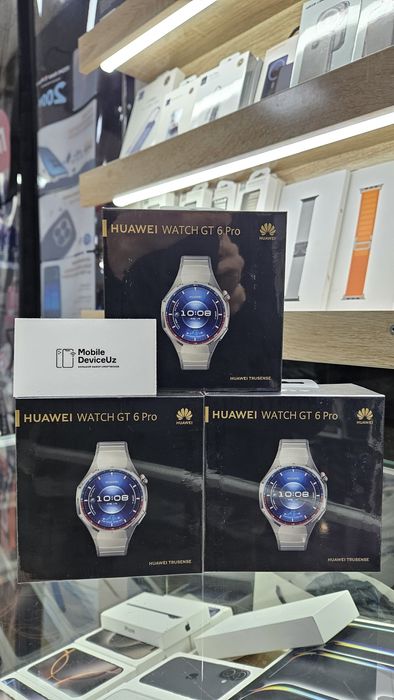 HUAWEI WATCH GT 6 Pro
HUAWEI
10:08
HUAWEI TRUSENSE
Mobile
DeviceUz
HUAWEI WATCH GT 6 Pro
HUAWEI
10:08
HUAWEI TRUSENSE
HUAWEI WATCH GT 6 Pro
HUAWEI
10:08
HUAWEI TRUSENSE